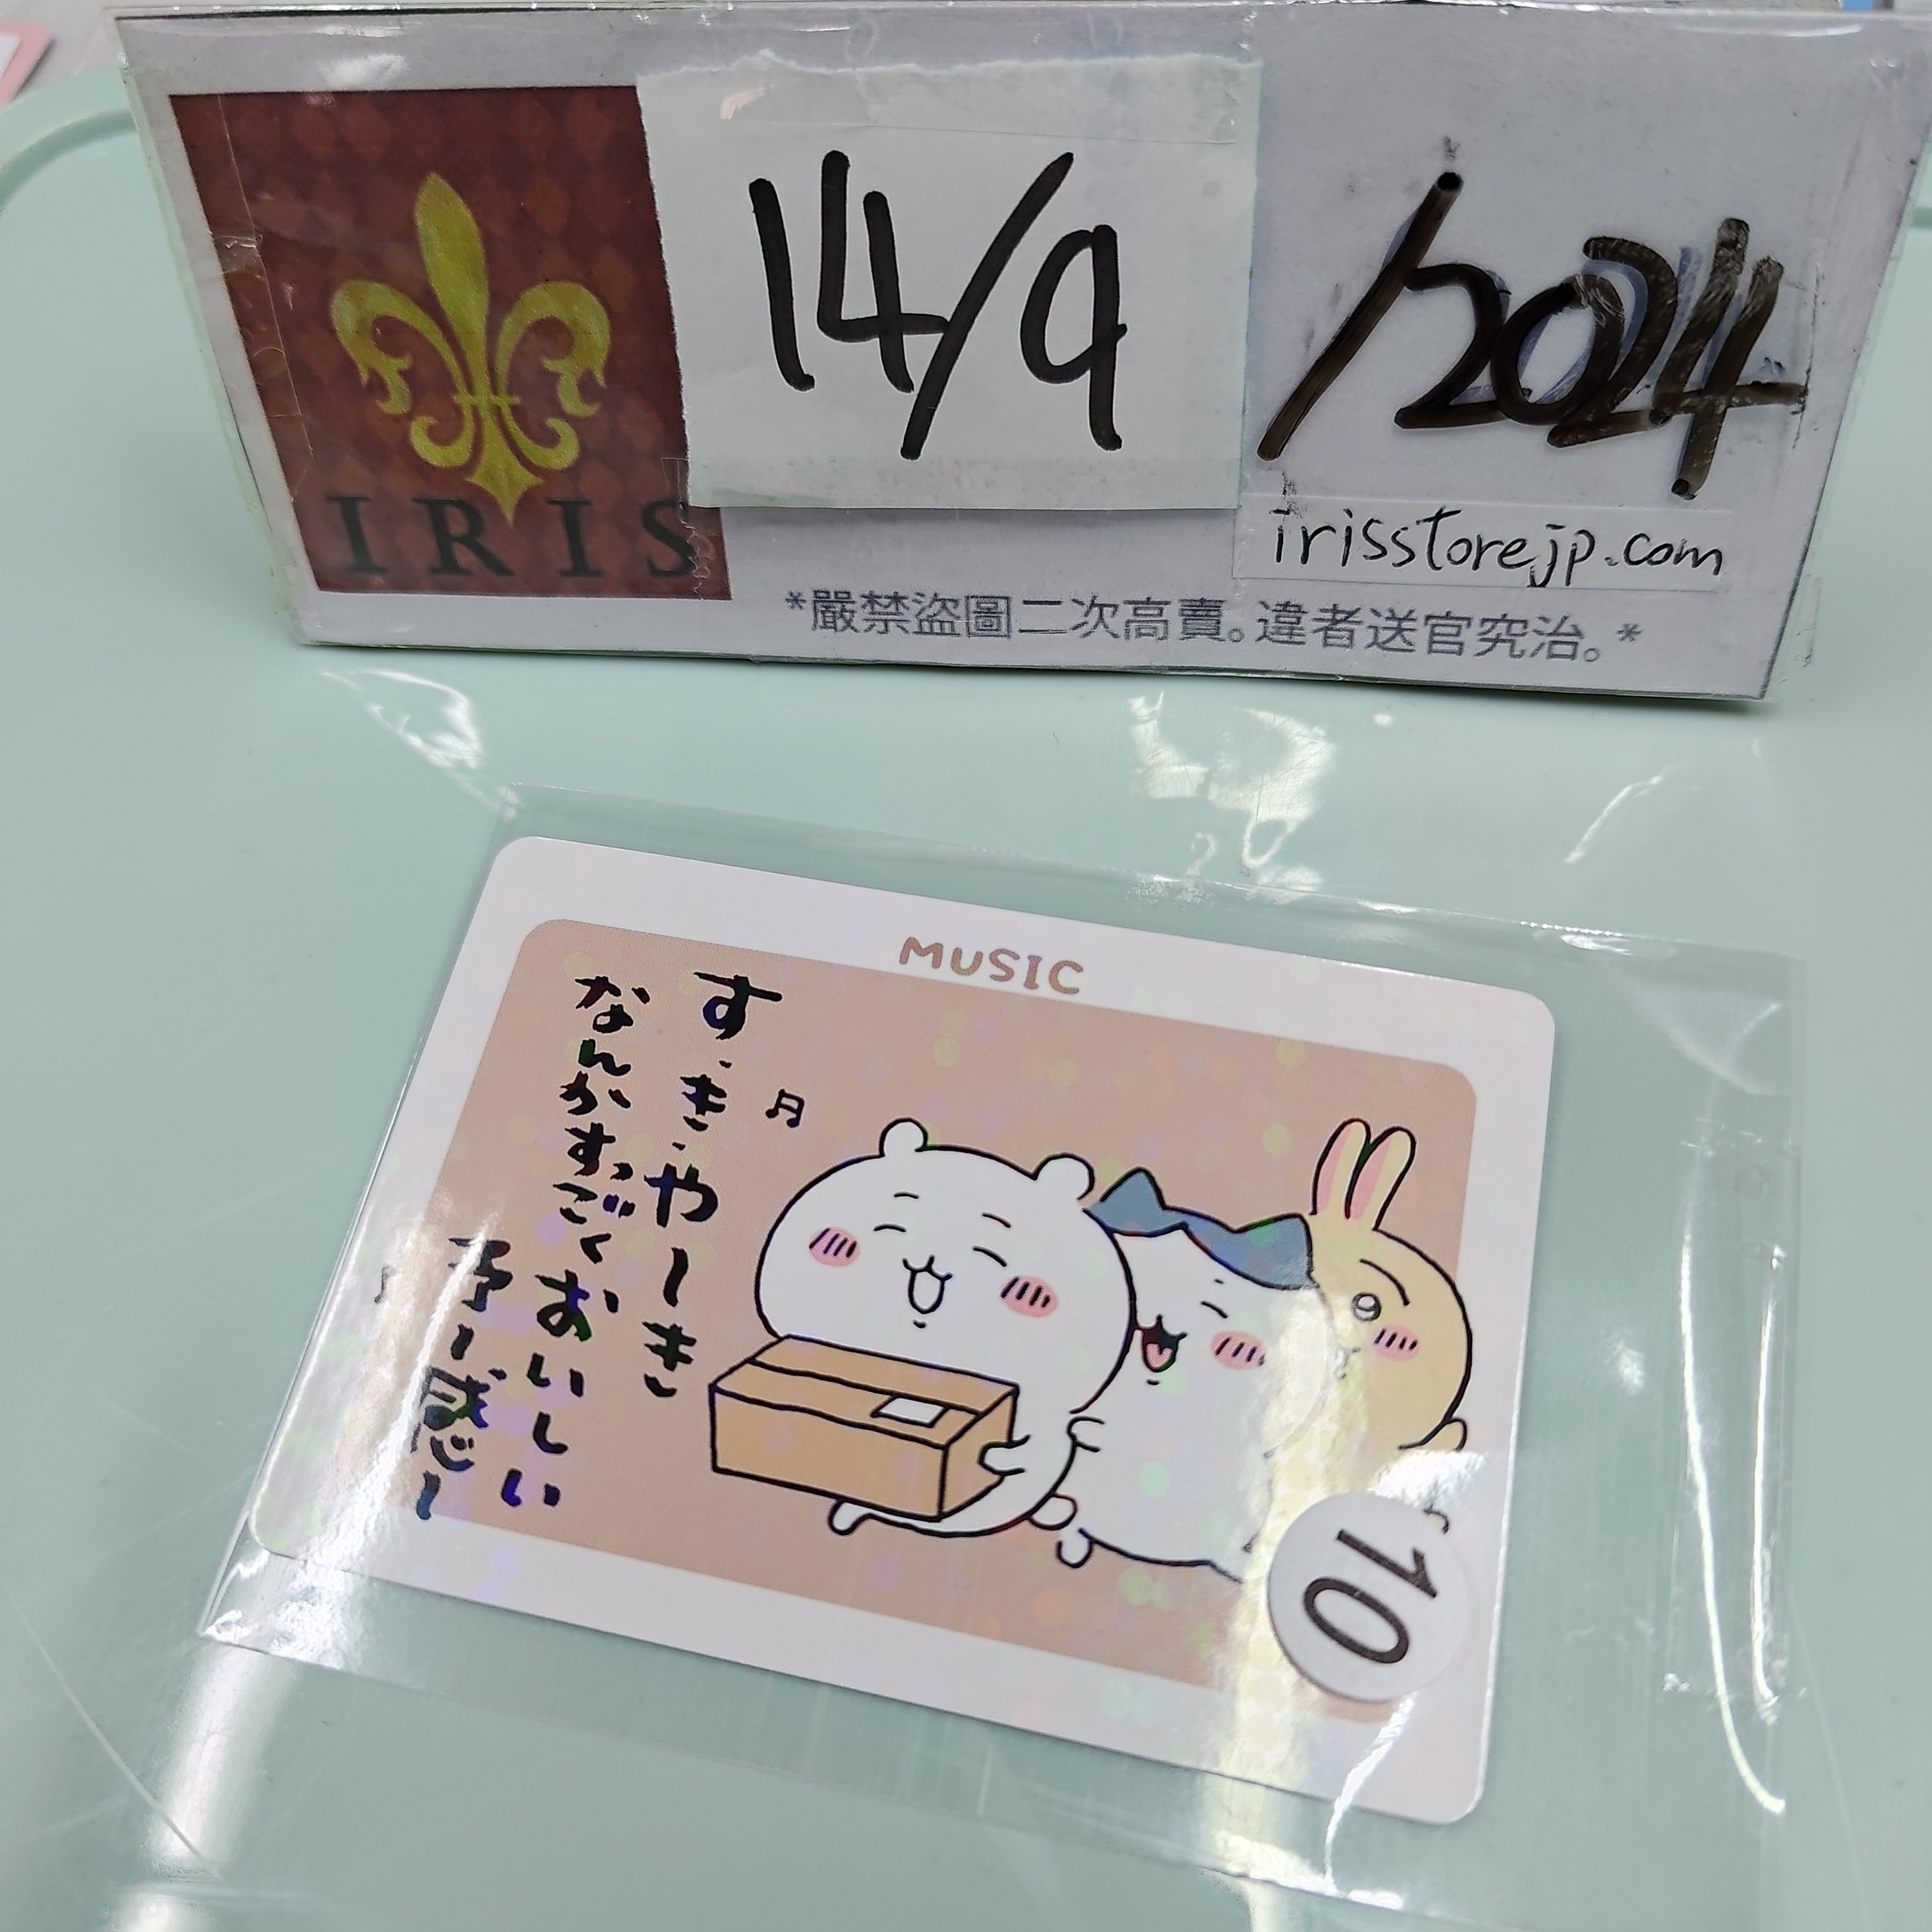 14/9
/2024
IRIS
irisstorejp.com
*嚴禁盜圖二次高賣。違者送官究治。*
MUSIC
す・き・やーき
なんかすっごく
おいしい
予ー感じー
10